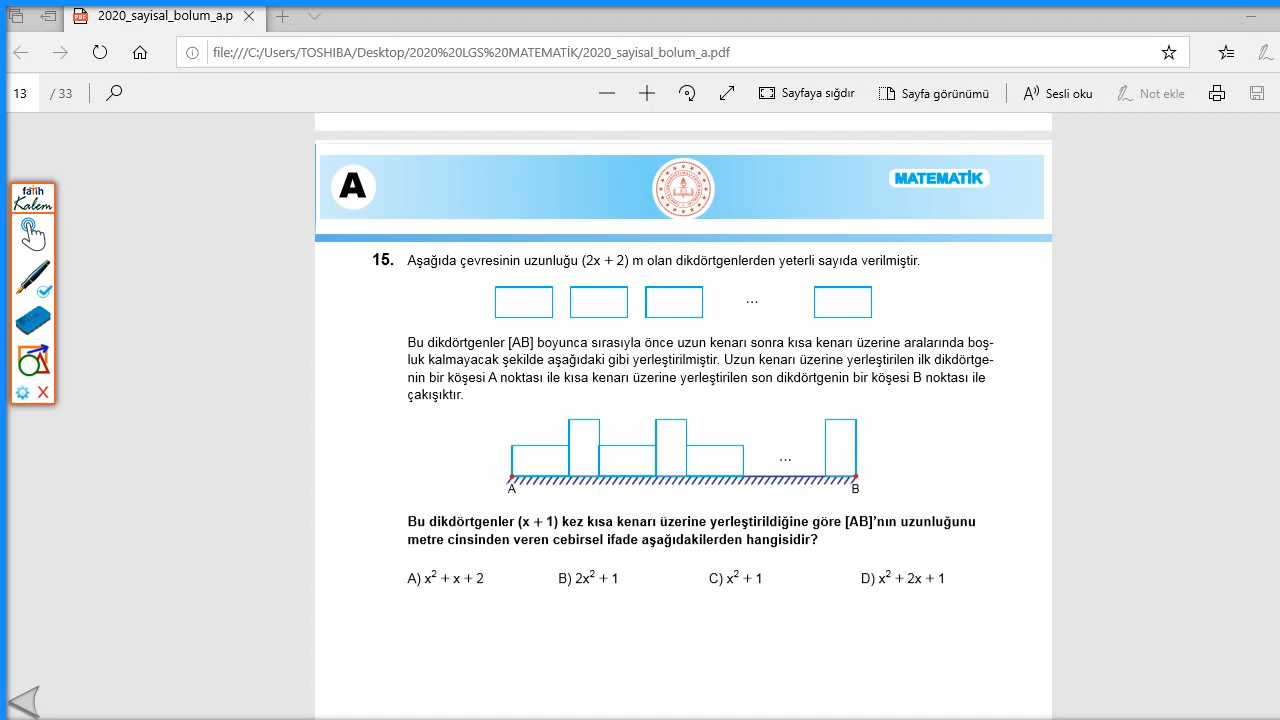 2020_sayisal_bolum_a.p
file:///C:/Users/TOSHIBA/Desktop/2020%20LGS%20MATEMATİK/2020_sayisal_bolum_a.pdf
13 / 33 Sayfaya sığdır Sayfa görünümü Sesli oku Not ekle
fatih
Kalem
A MATEMATİK
15. Aşağıda çevresinin uzunluğu (2x + 2) m olan dikdörtgenlerden yeterli sayıda verilmiştir.
...
Bu dikdörtgenler [AB] boyunca sırasıyla önce uzun kenarı sonra kısa kenarı üzerine aralarında boş-
luk kalmayacak şekilde aşağıdaki gibi yerleştirilmiştir. Uzun kenarı üzerine yerleştirilen ilk dikdörtge-
nin bir köşesi A noktası ile kısa kenarı üzerine yerleştirilen son dikdörtgenin bir köşesi B noktası ile
çakışıktır.
...
A B
Bu dikdörtgenler (x + 1) kez kısa kenarı üzerine yerleştirildiğine göre [AB]’nın uzunluğunu
metre cinsinden veren cebirsel ifade aşağıdakilerden hangisidir?
A) x² + x + 2 B) 2x² + 1 C) x² + 1 D) x² + 2x + 1